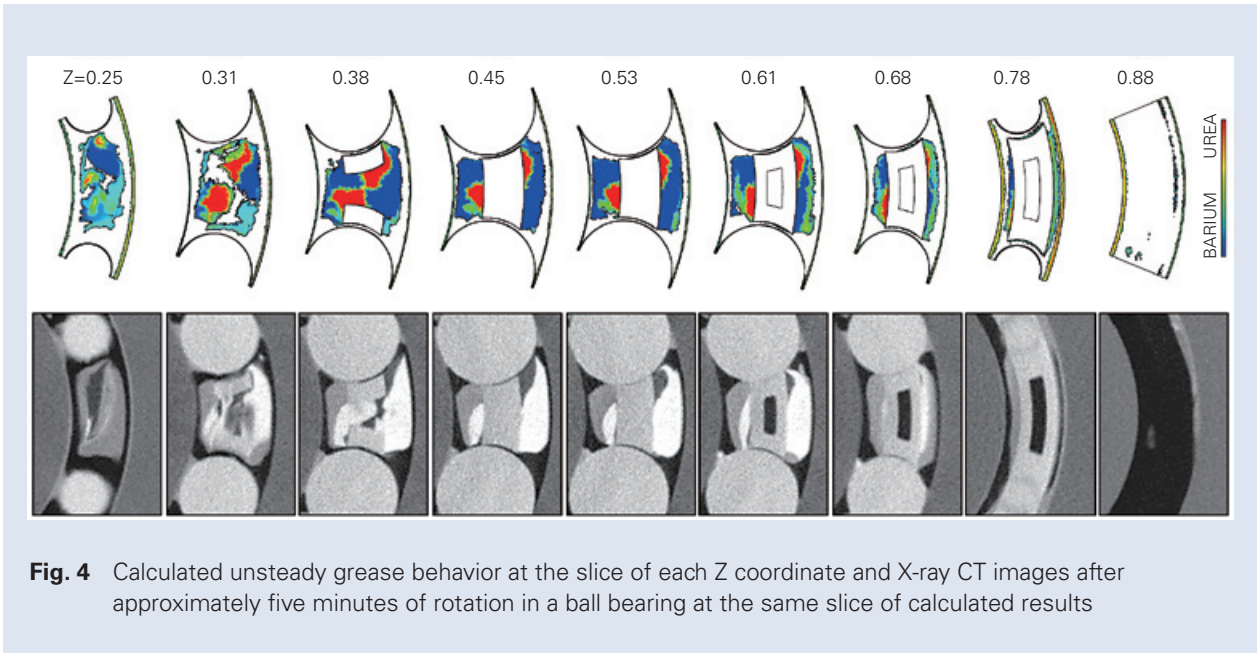 Z=0.25 0.31 0.38 0.45 0.53 0.61 0.68 0.78 0.88
BARIUM UREA
Fig. 4 Calculated unsteady grease behavior at the slice of each Z coordinate and X-ray CT images after
approximately five minutes of rotation in a ball bearing at the same slice of calculated results